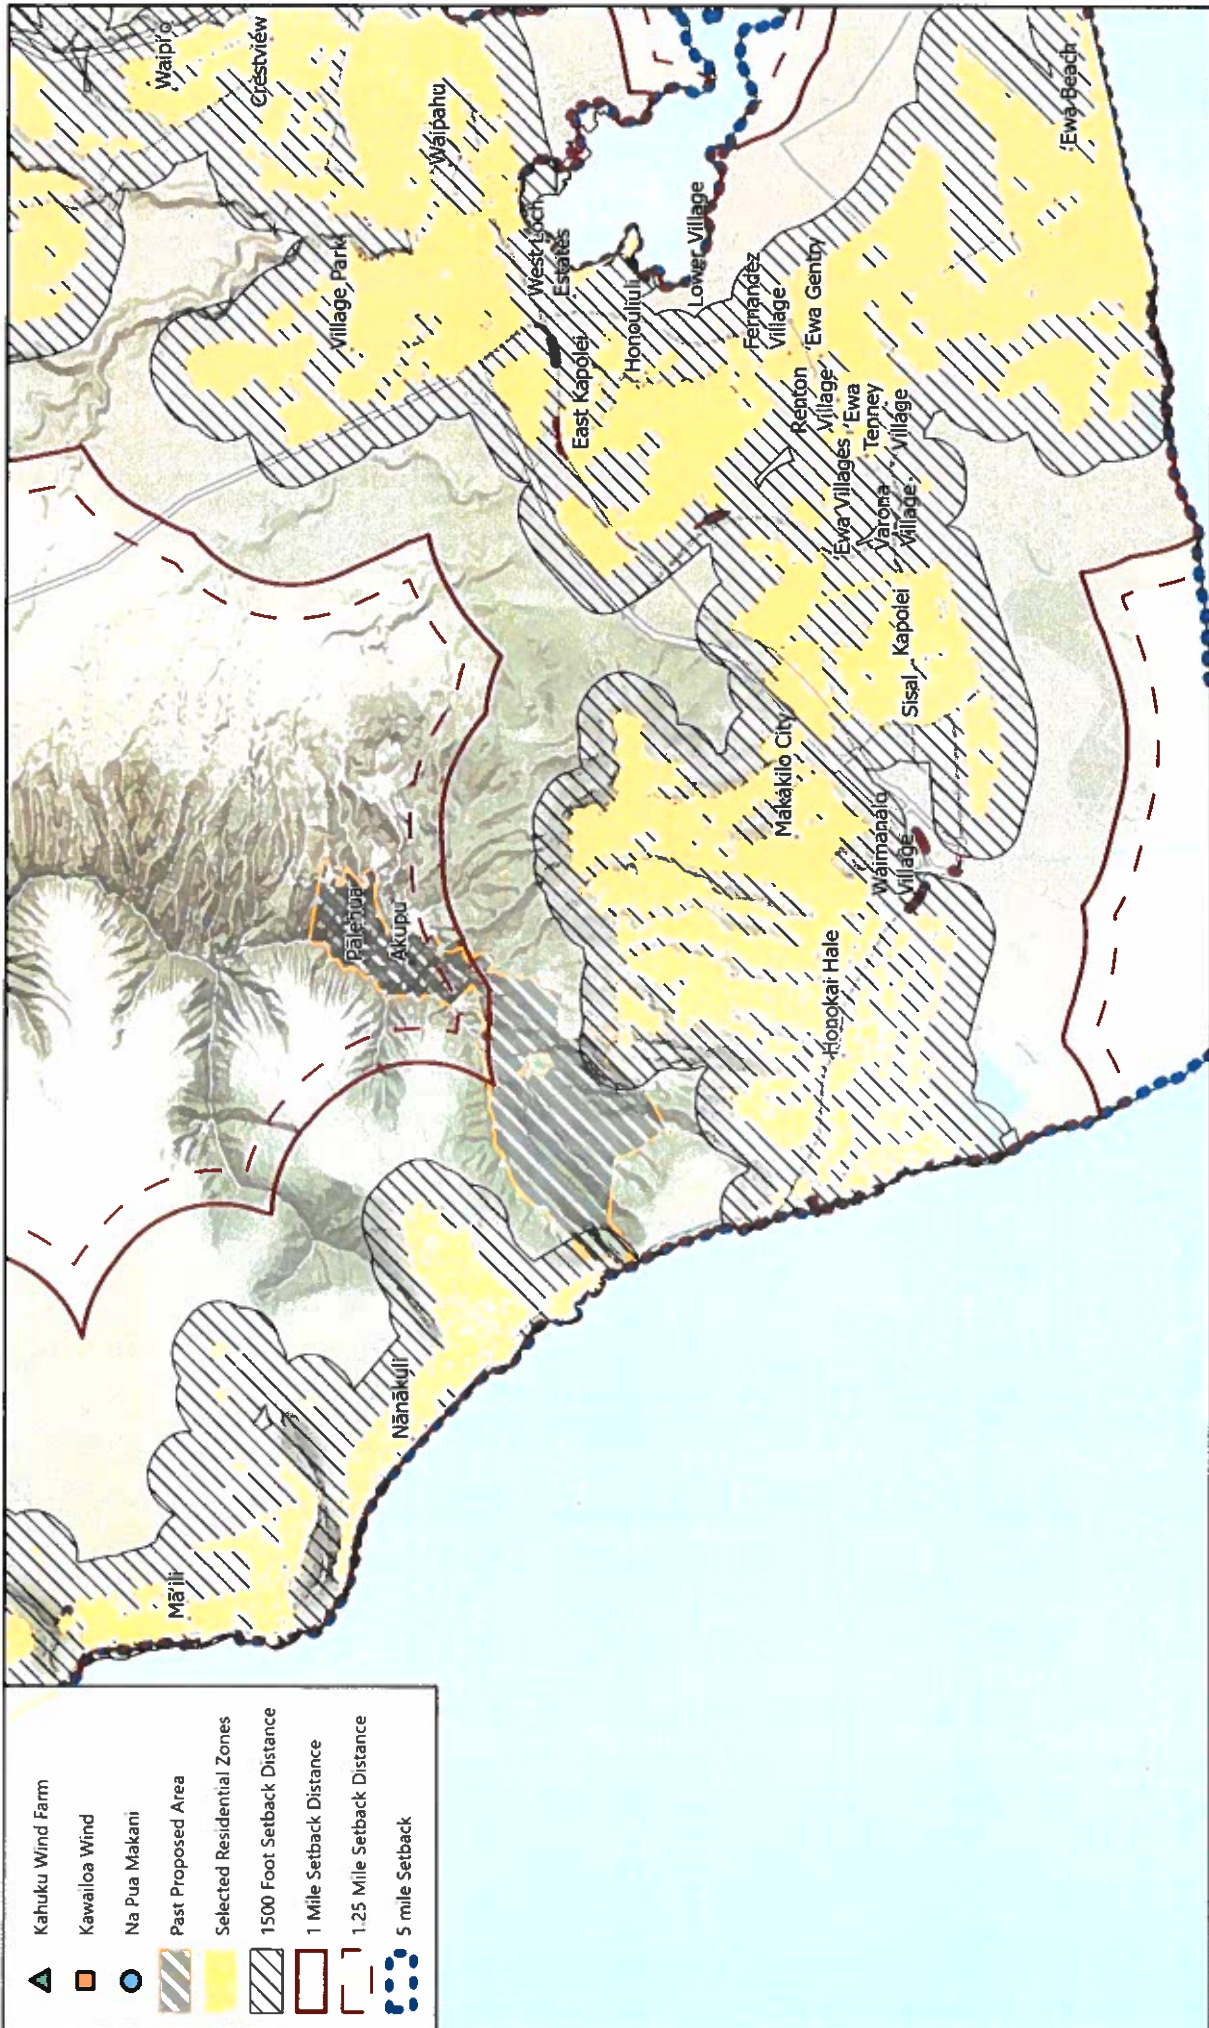 Kahuku Wind Farm
Kawailoa Wind
Na Pua Makani
Past Proposed Area
Selected Residential Zones
1500 Foot Setback Distance
1 Mile Setback Distance
1.25 Mile Setback Distance
5 mile Setback
Mā'ili
Nānākuli
Pālehua
Akupu
Honokai Hale
Makakilo City
Waimānalo
Village
Sisal
Kapolei
Varona
Village
'Ewa Villages
'Ewa
Tenney
Village
Renton
Village
'Ewa Gentry
Fernandez
Village
East Kapolei
Honouliuli
Lower Village
West Loch
Estates
Village Park
Waipahu
Crestview
Waipi'o
'Ewa Beach